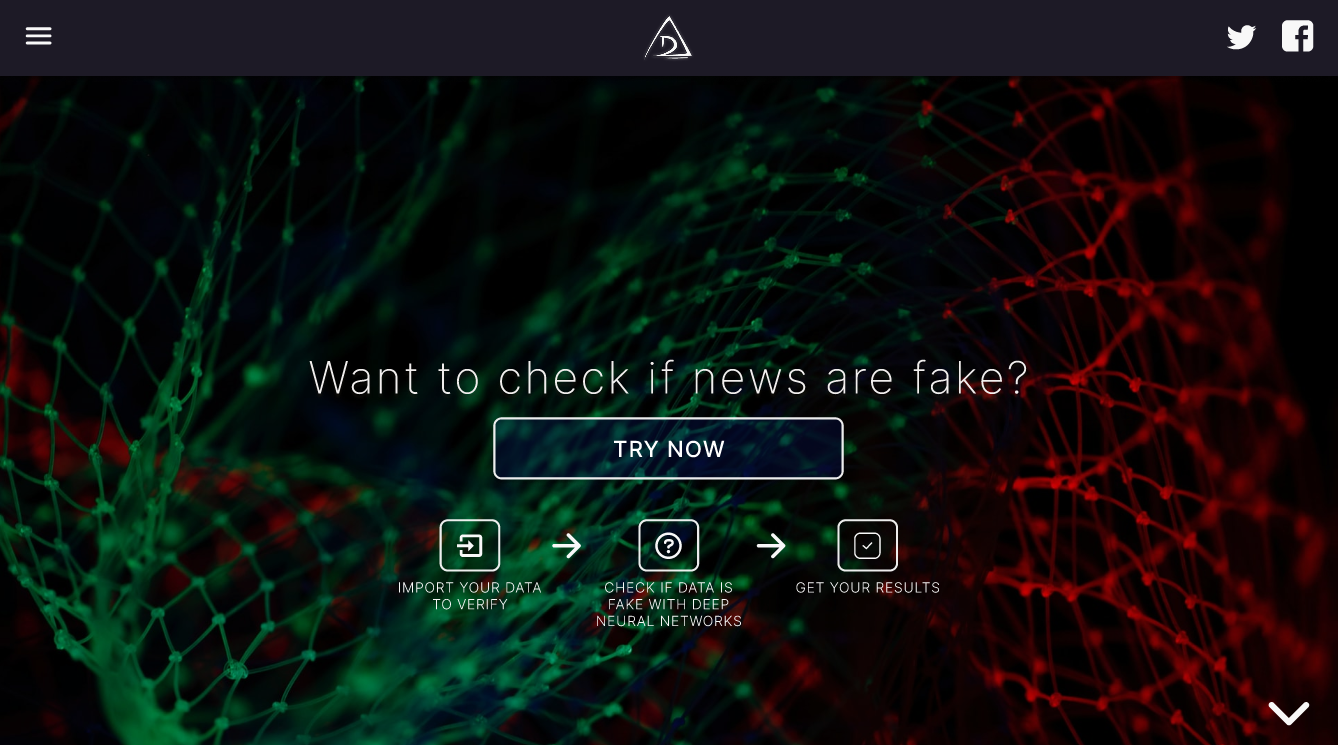 Want to check if news are fake?
TRY NOW
IMPORT YOUR DATA
TO VERIFY
CHECK IF DATA IS
FAKE WITH DEEP
NEURAL NETWORKS
GET YOUR RESULTS